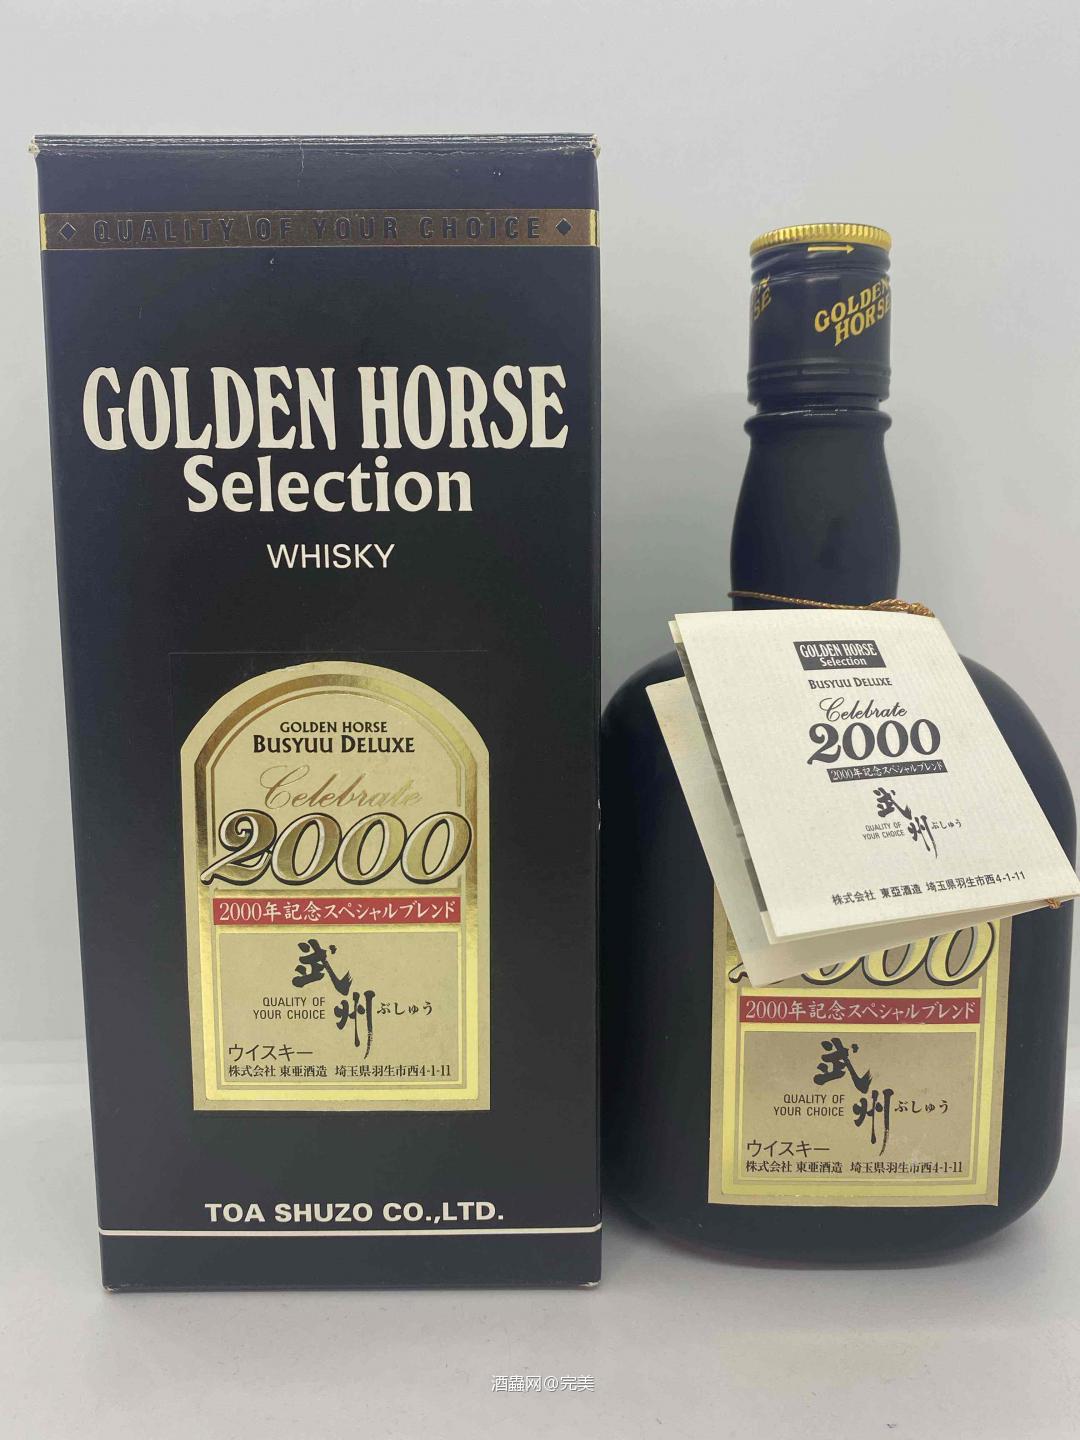 ◆ QUALITY OF YOUR CHOICE ◆
GOLDEN HORSE
Selection
WHISKY
GOLDEN HORSE
BUSYUU DELUXE
Celebrate
2000
2000年記念スペシャルブレンド
武州
QUALITY OF
YOUR CHOICE
ぶしゅう
ウイスキー
株式会社 東亜酒造 埼玉県羽生市西4-1-11
TOA SHUZO CO.,LTD.
GOLDEN
HORSE
GOLDEN HORSE
Selection
BUSYUU DELUXE
Celebrate
2000
2000年記念スペシャルブレンド
武州
QUALITY OF
YOUR CHOICE
ぶしゅう
株式会社 東亞酒造 埼玉県羽生市西4-1-11
2000
2000年記念スペシャルブレンド
武州
QUALITY OF
YOUR CHOICE
ぶしゅう
ウイスキー
株式会社 東亜酒造 埼玉県羽生市西4-1-11
酒蟲网@完美